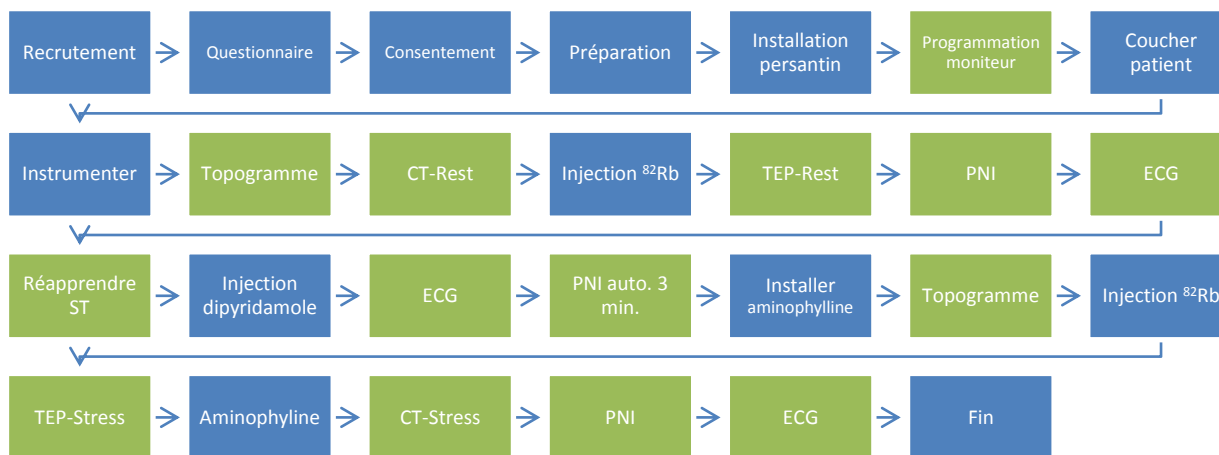 Recrutement
Questionnaire
Consentement
Préparation
Installation
persantin
Programmation
moniteur
Coucher
patient
Instrumenter
Topogramme
CT-Rest
Injection ⁸²Rb
TEP-Rest
PNI
ECG
Réapprendre
ST
Injection
dipyridamole
ECG
PNI auto. 3
min.
Installer
aminophylline
Topogramme
Injection ⁸²Rb
TEP-Stress
Aminophyline
CT-Stress
PNI
ECG
Fin